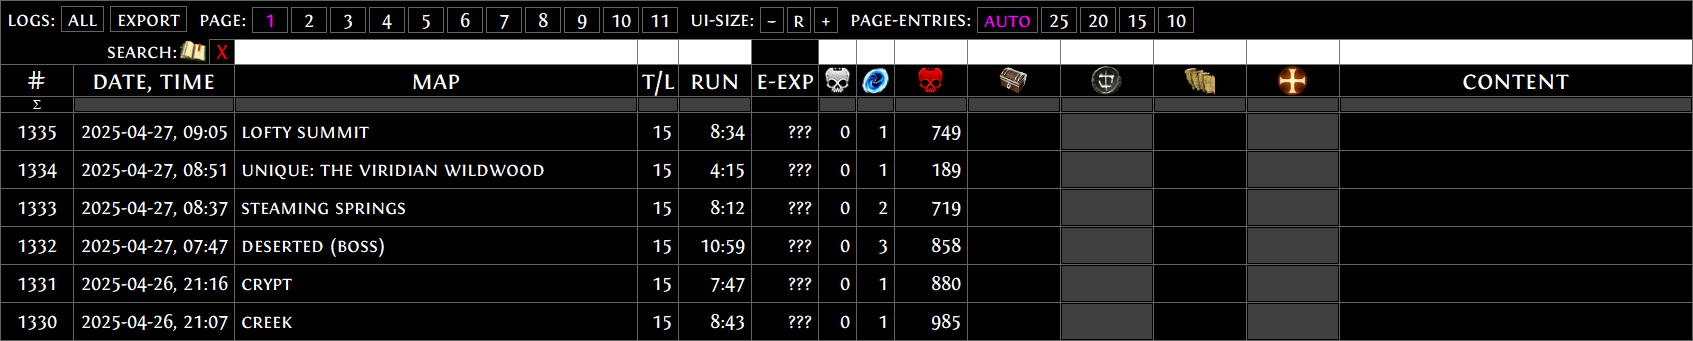 LOGS: ALL EXPORT PAGE: 1 2 3 4 5 6 7 8 9 10 11 UI-SIZE: – R + PAGE-ENTRIES: AUTO 25 20 15 10
SEARCH: X
# DATE, TIME MAP T/L RUN E-EXP CONTENT
Σ
1335 2025-04-27, 09:05 LOFTY SUMMIT 15 8:34 ??? 0 1 749
1334 2025-04-27, 08:51 UNIQUE: THE VIRIDIAN WILDWOOD 15 4:15 ??? 0 1 189
1333 2025-04-27, 08:37 STEAMING SPRINGS 15 8:12 ??? 0 2 719
1332 2025-04-27, 07:47 DESERTED (BOSS) 15 10:59 ??? 0 3 858
1331 2025-04-26, 21:16 CRYPT 15 7:47 ??? 0 1 880
1330 2025-04-26, 21:07 CREEK 15 8:43 ??? 0 1 985